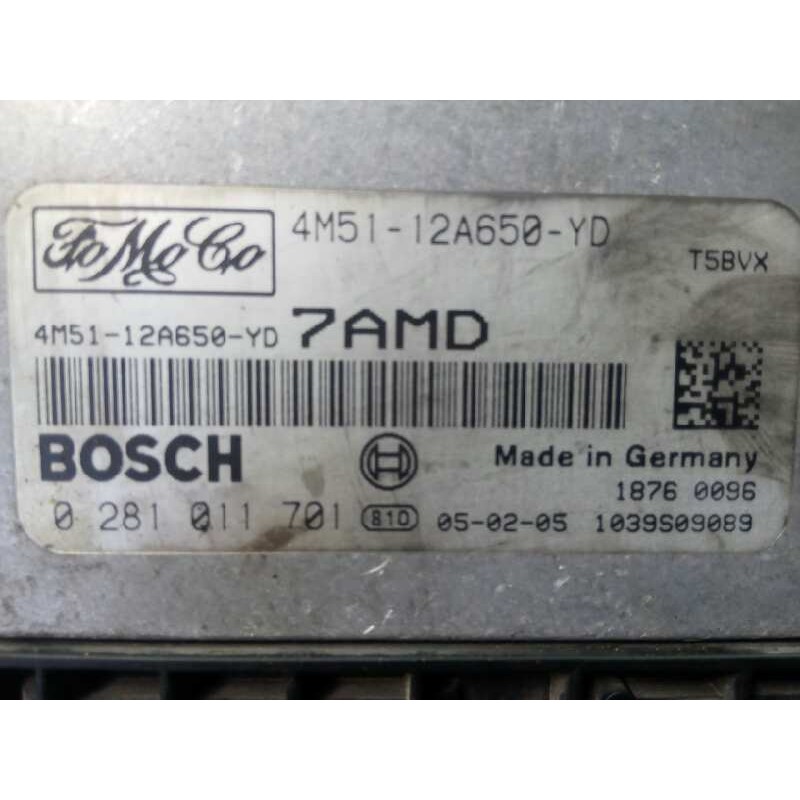 FoMoCo
4M51-12A650-YD
T5BVX
4M51-12A650-YD 7AMD
BOSCH
Made in Germany
1876 0096
0 281 011 701 810 05-02-05 1039S09089